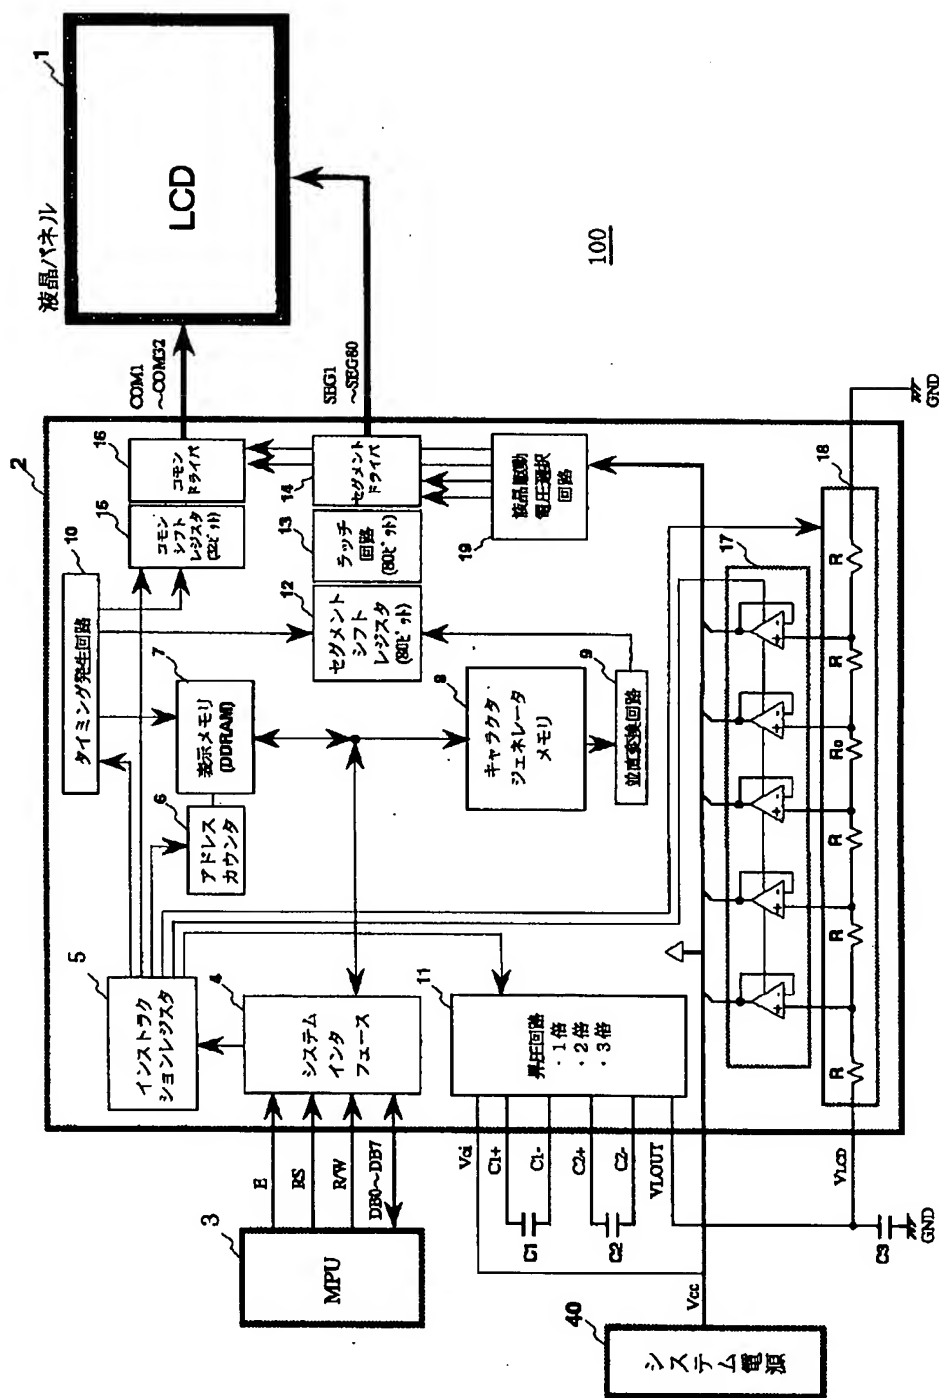 液晶パネル
1
LCD
COM1
~COM32
SEG1
~SEG80
100
2
10
タイミング発生回路
15
コモン
シフト
レジスタ
(32ビット)
16
コモン
ドライバ
14
セグメント
ドライバ
13
ラッチ
回路
(80ビット)
12
セグメント
シフト
レジスタ
(80ビット)
19
液晶駆動
電圧選択
回路
7
表示メモリ
(DDRAM)
6
アドレス
カウンタ
8
キャラクタ
ジェネレータ
メモリ
9
並直変換回路
5
インストラク
ションレジスタ
4
システム
インタ
フェース
11
昇圧回路
・1倍
・2倍
・3倍
17
+
-
+
-
+
-
+
-
+
-
18
R
R
R
Ro
R
R
GND
3
MPU
E
RS
R/W
DB0~DB7
Vci
C1+
C1-
C2+
C2-
VLOUT
VLCD
C1
C2
C3
GND
Vcc
40
システム電源